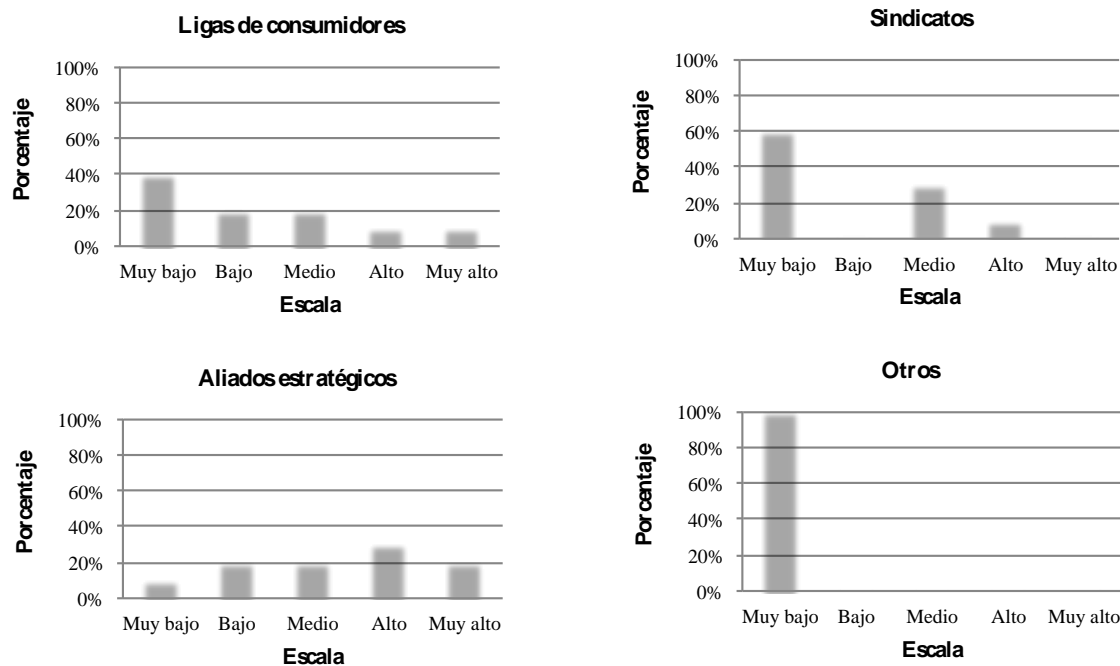 Ligas de consumidores
Porcentaje
100%
80%
60%
40%
20%
0%
Muy bajo Bajo Medio Alto Muy alto
Escala
Sindicatos
Porcentaje
100%
80%
60%
40%
20%
0%
Muy bajo Bajo Medio Alto Muy alto
Escala
Aliados estratégicos
Porcentaje
100%
80%
60%
40%
20%
0%
Muy bajo Bajo Medio Alto Muy alto
Escala
Otros
Porcentaje
100%
80%
60%
40%
20%
0%
Muy bajo Bajo Medio Alto Muy alto
Escala